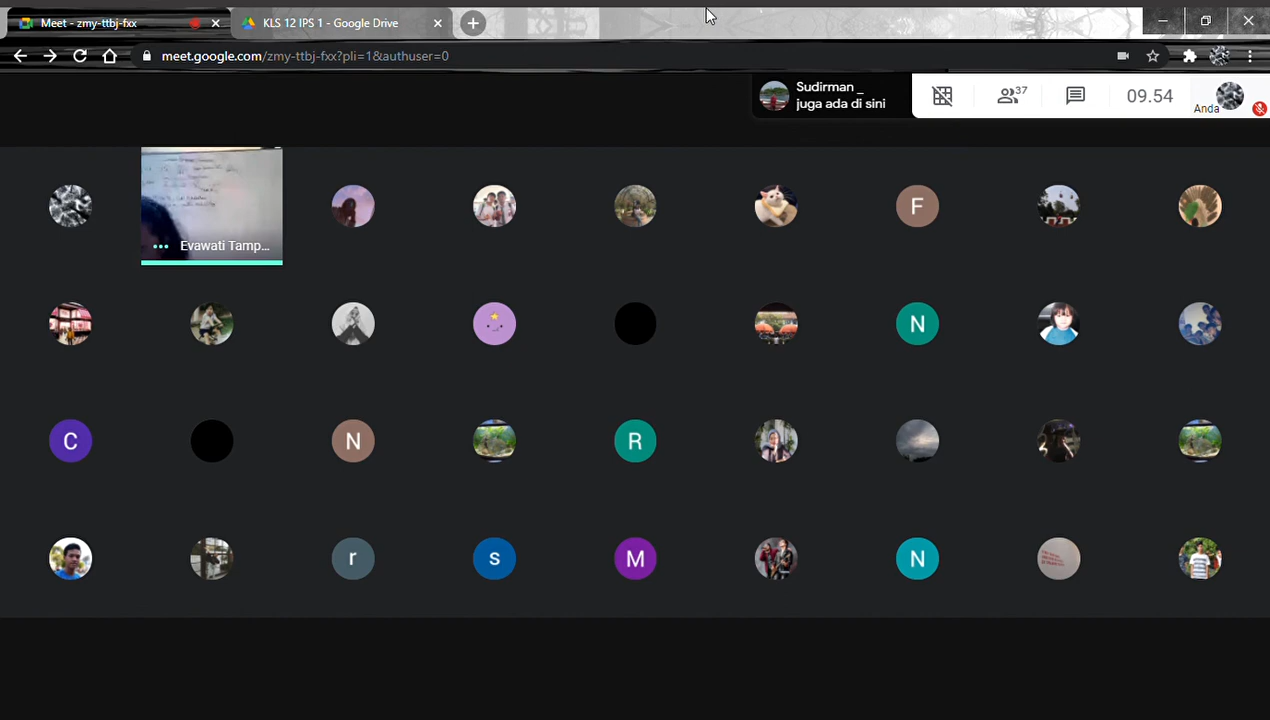 Meet - zmy-ttbj-fxx
KLS 12 IPS 1 - Google Drive
meet.google.com/zmy-ttbj-fxx?pli=1&authuser=0
Sudirman _
juga ada di sini
37
09.54
Anda
Evawati Tamp...
F
N
C
N
R
r
s
M
N